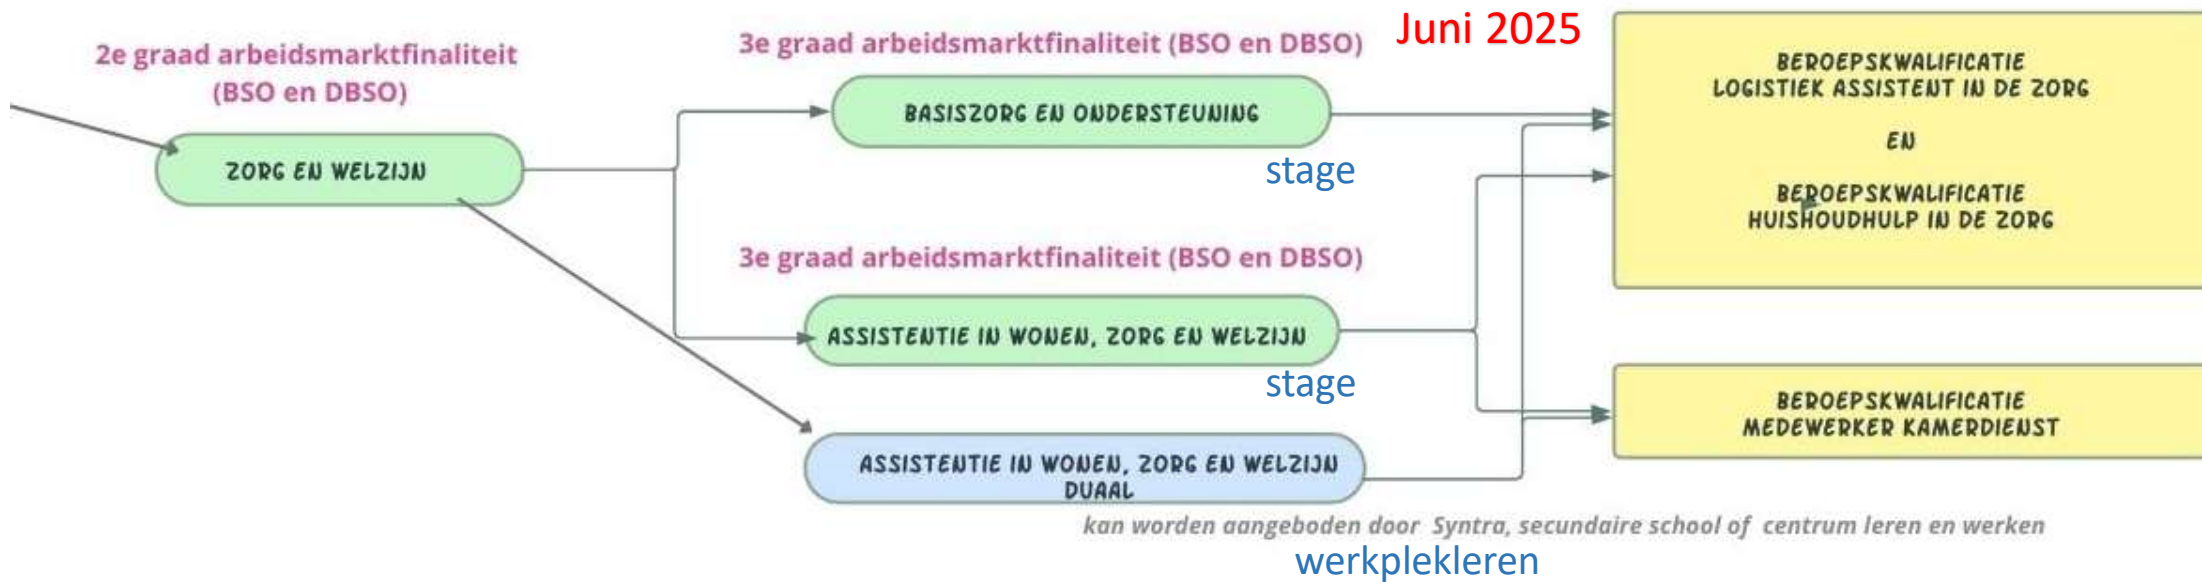 2e graad arbeidsmarktfinaliteit
(BSO en DBSO)
ZORG EN WELZIJN
3e graad arbeidsmarktfinaliteit (BSO en DBSO)
Juni 2025
BASISZORG EN ONDERSTEUNING
stage
3e graad arbeidsmarktfinaliteit (BSO en DBSO)
ASSISTENTIE IN WONEN, ZORG EN WELZIJN
stage
ASSISTENTIE IN WONEN, ZORG EN WELZIJN
DUAAL
kan worden aangeboden door Syntra, secundaire school of centrum leren en werken
werkplekleren
BEROEPSKWALIFICATIE
LOGISTIEK ASSISTENT IN DE ZORG
EN
BEROEPSKWALIFICATIE
HUISHOUDHULP IN DE ZORG
BEROEPSKWALIFICATIE
MEDEWERKER KAMERDIENST